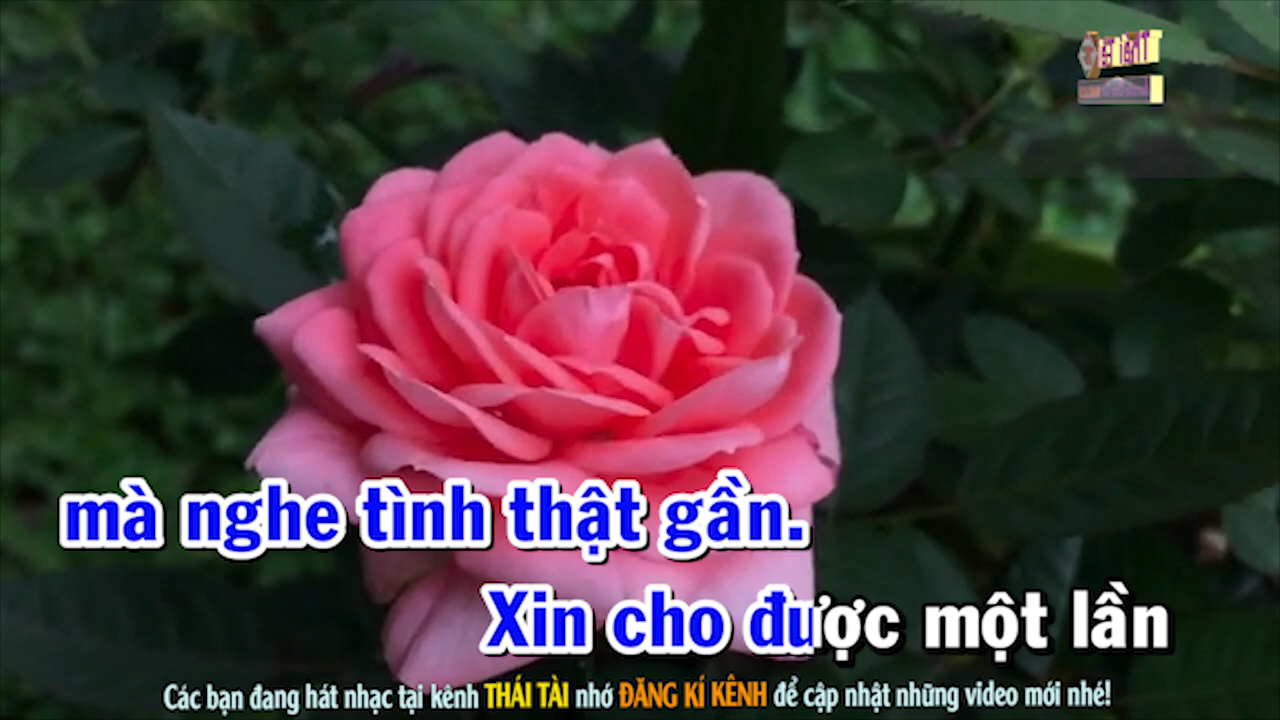 mà nghe tình thật gần.
Xin cho được một lần
Các bạn đang hát nhạc tại kênh THÁI TÀI nhớ ĐĂNG KÍ KÊNH để cập nhật những video mới nhé!